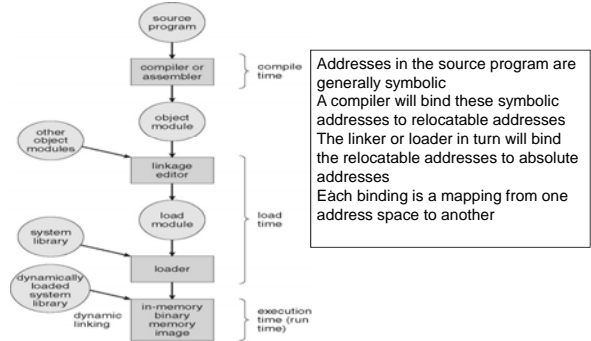 source
program
compiler or
assembler
compile
time
object
module
other
object
modules
linkage
editor
load
module
load
time
system
library
loader
dynamically
loaded
system
library
dynamic
linking
in-memory
binary
memory
image
execution
time (run
time)
Addresses in the source program are
generally symbolic
A compiler will bind these symbolic
addresses to relocatable addresses
The linker or loader in turn will bind
the relocatable addresses to absolute
addresses
Each binding is a mapping from one
address space to another